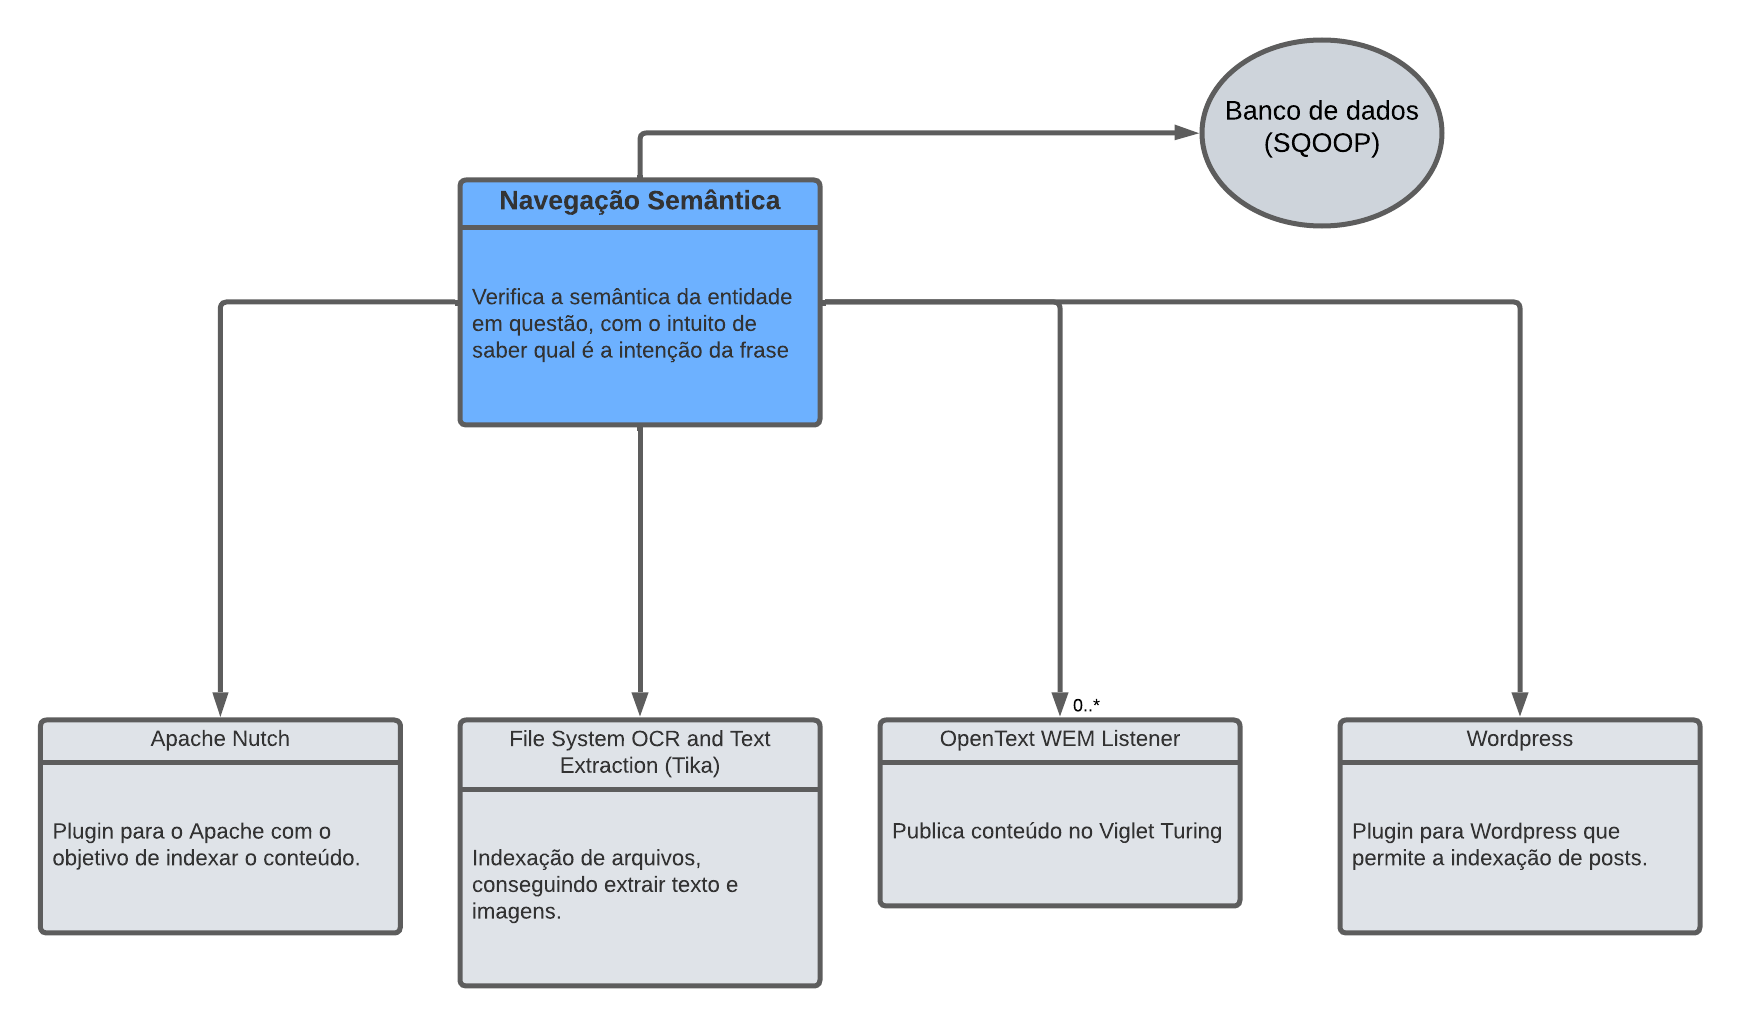 Banco de dados
(SQOOP)
Navegação Semântica
Verifica a semântica da entidade
em questão, com o intuito de
saber qual é a intenção da frase
0..*
Apache Nutch
Plugin para o Apache com o
objetivo de indexar o conteúdo.
File System OCR and Text
Extraction (Tika)
Indexação de arquivos,
conseguindo extrair texto e
imagens.
OpenText WEM Listener
Publica conteúdo no Viglet Turing
Wordpress
Plugin para Wordpress que
permite a indexação de posts.